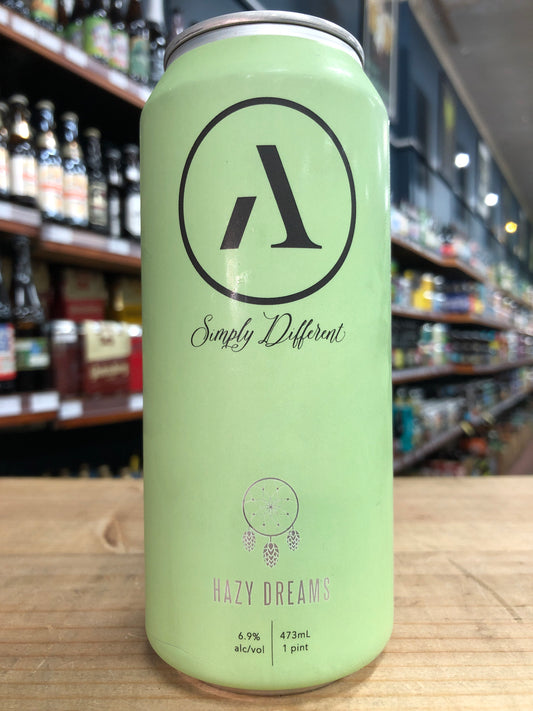 A
Simply Different
HAZY DREAMS
6.9% 473mL
alc/vol 1 pint